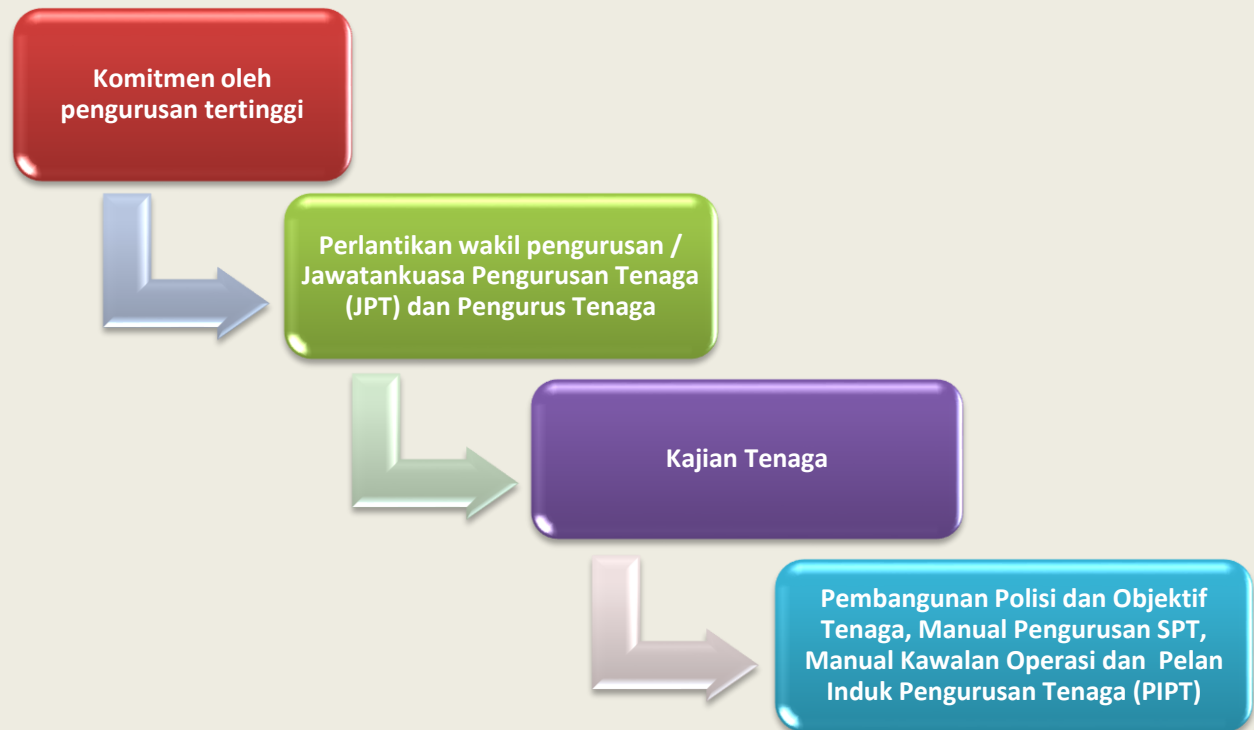 Komitmen oleh
pengurusan tertinggi
Perlantikan wakil pengurusan /
Jawatankuasa Pengurusan Tenaga
(JPT) dan Pengurus Tenaga
Kajian Tenaga
Pembangunan Polisi dan Objektif
Tenaga, Manual Pengurusan SPT,
Manual Kawalan Operasi dan Pelan
Induk Pengurusan Tenaga (PIPT)